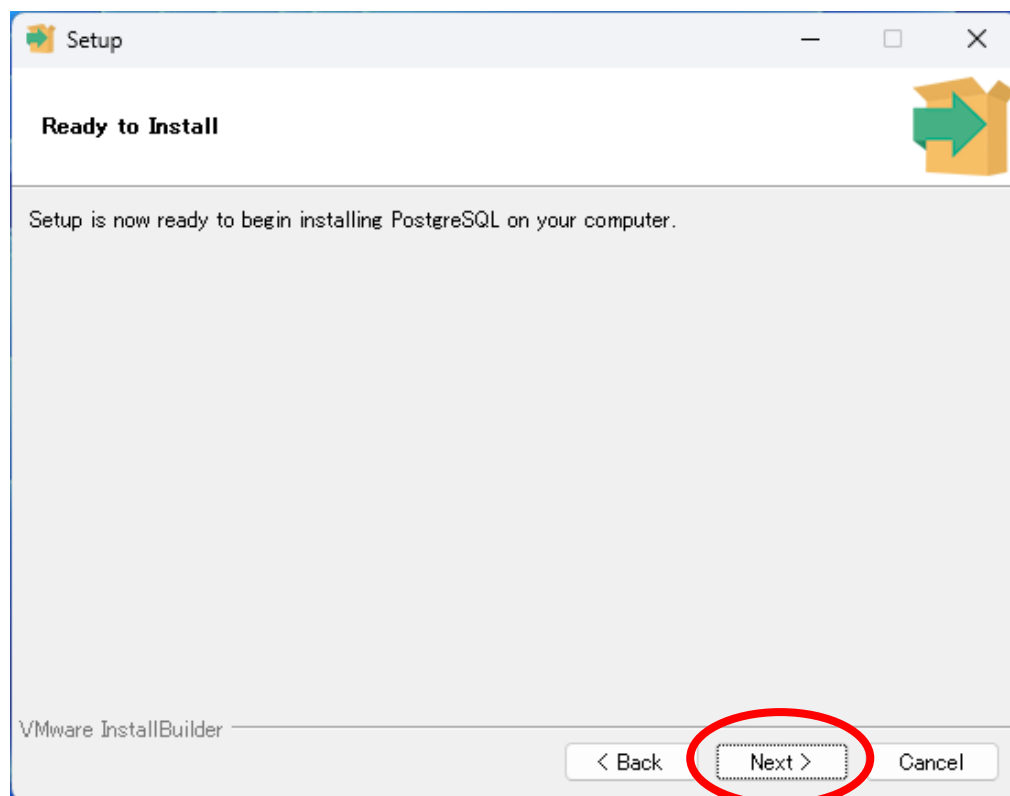 Setup
Ready to Install
Setup is now ready to begin installing PostgreSQL on your computer.
VMware InstallBuilder
< Back
Next >
Cancel